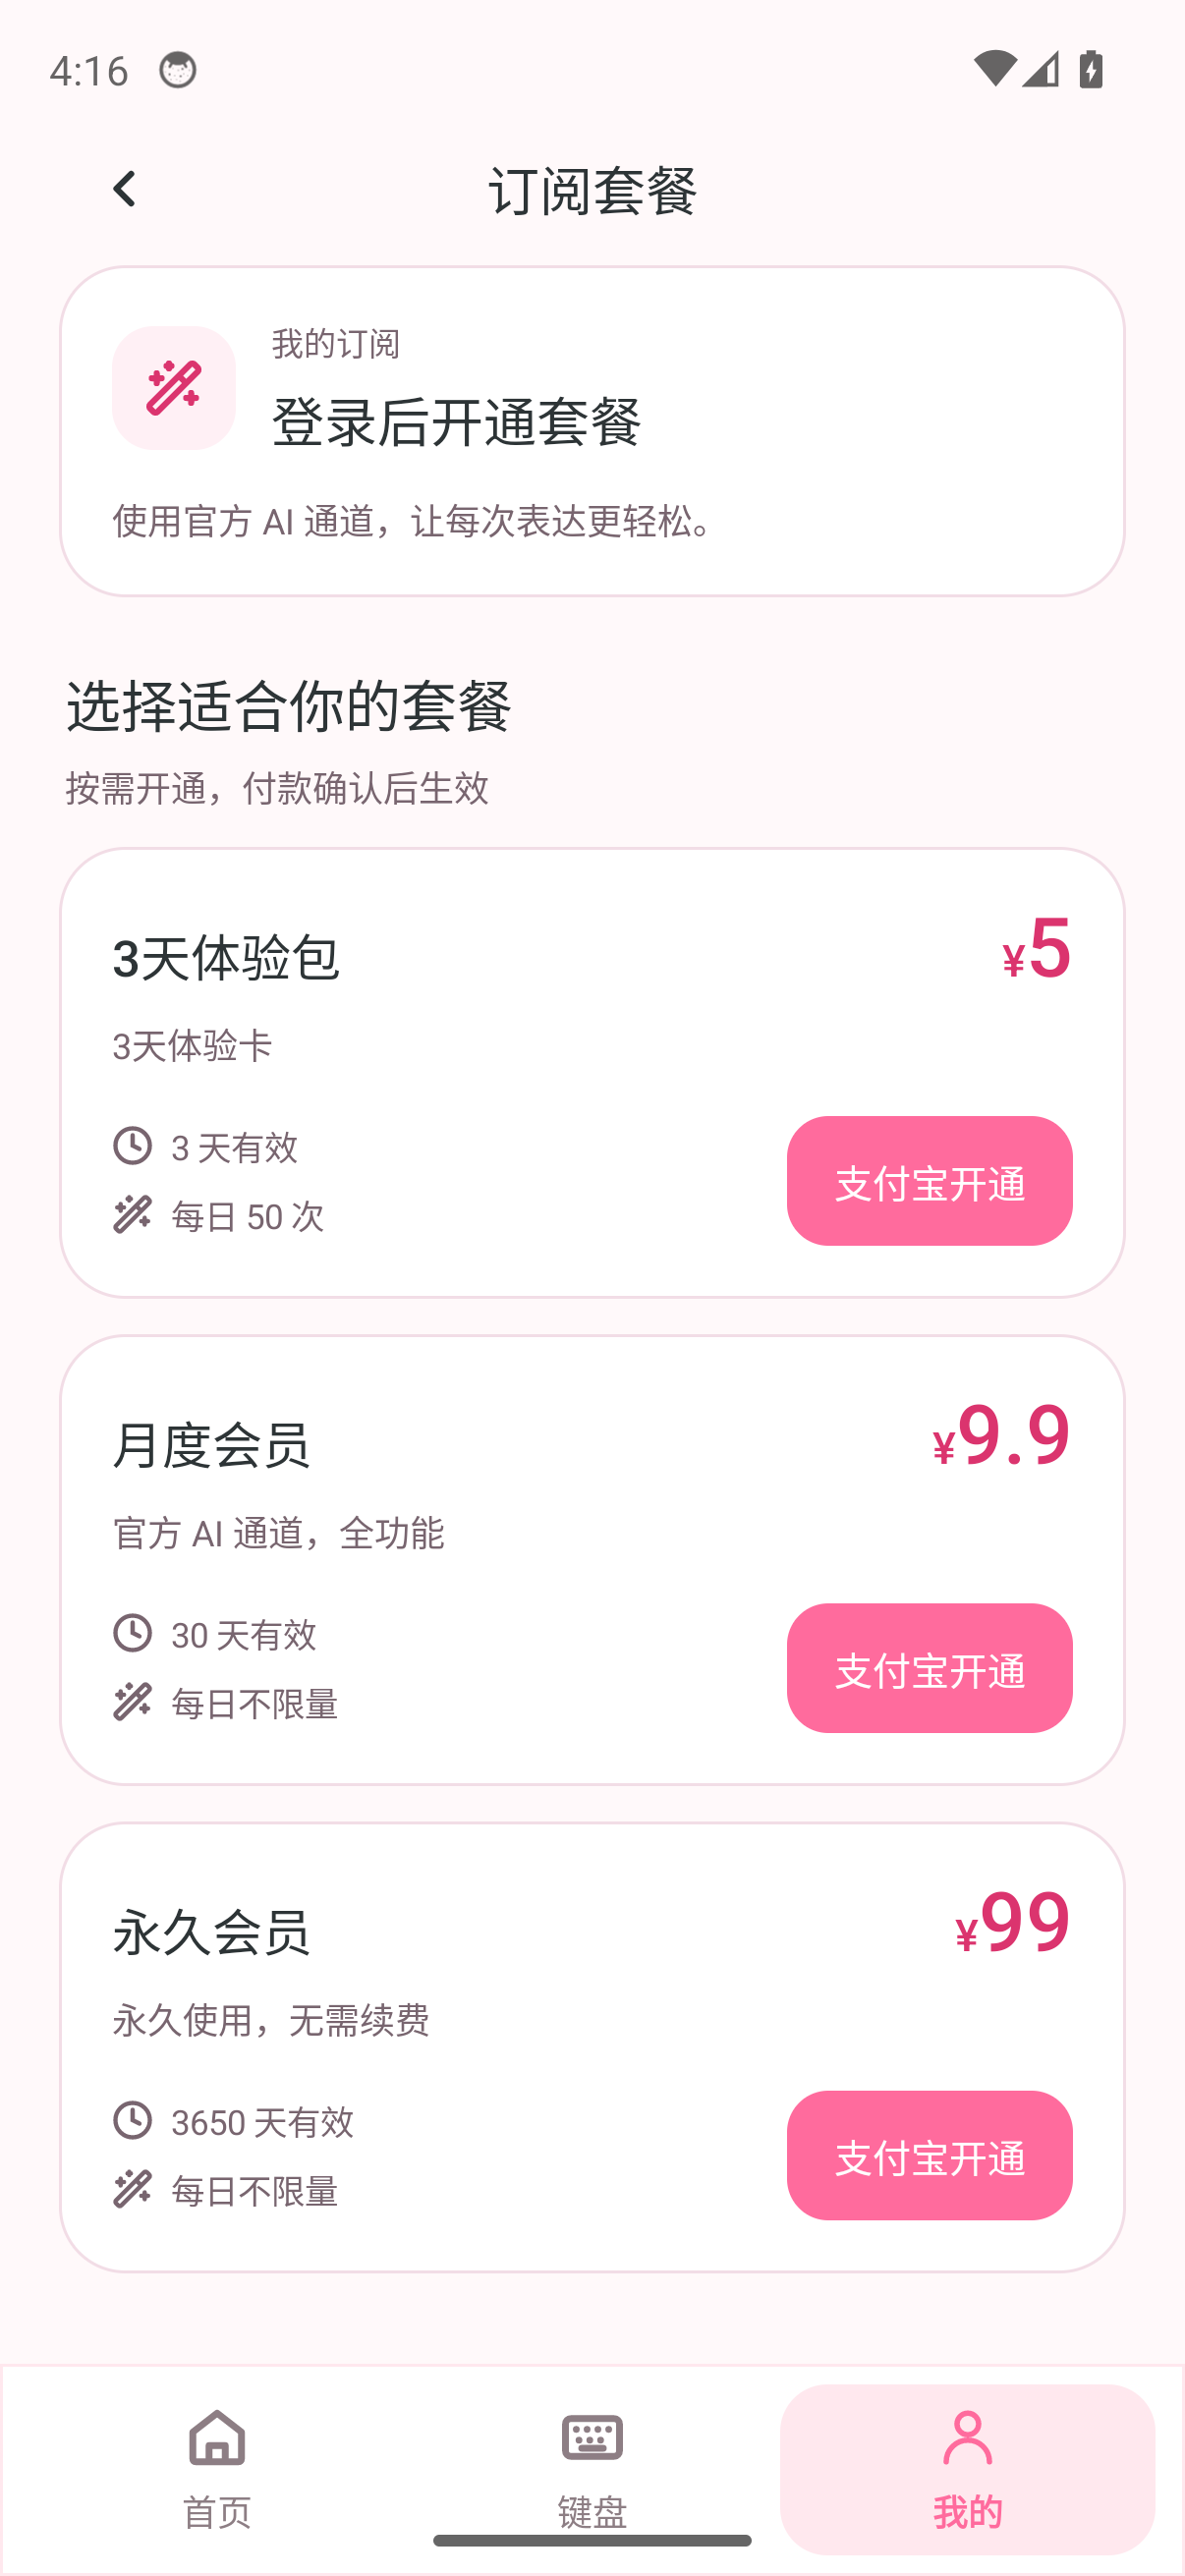 4:16
订阅套餐
我的订阅
登录后开通套餐
使用官方 AI 通道，让每次表达更轻松。
选择适合你的套餐
按需开通，付款确认后生效
3天体验包
¥5
3天体验卡
3 天有效
每日 50 次
支付宝开通
月度会员
¥9.9
官方 AI 通道，全功能
30 天有效
每日不限量
支付宝开通
永久会员
¥99
永久使用，无需续费
3650 天有效
每日不限量
支付宝开通
首页
键盘
我的